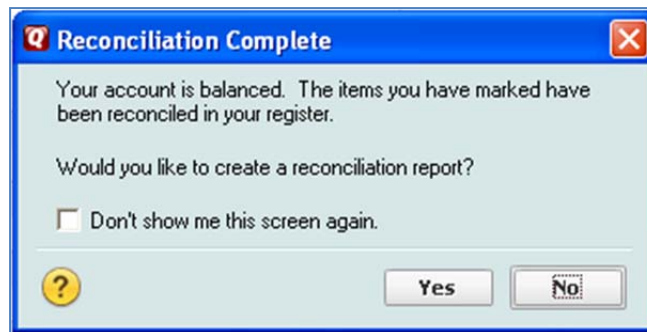 Q Reconciliation Complete
Your account is balanced. The items you have marked have
been reconciled in your register.
Would you like to create a reconciliation report?
Don't show me this screen again.
? Yes No